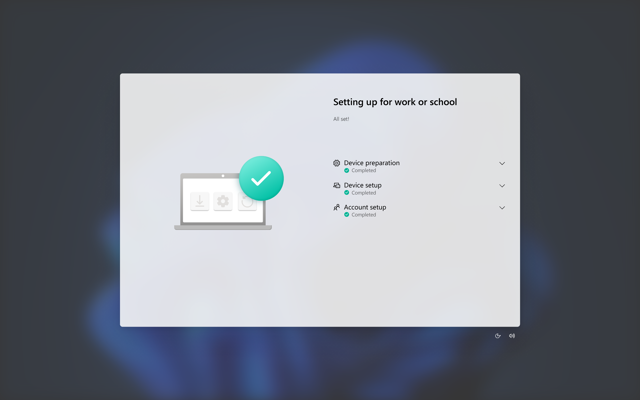 Setting up for work or school
All set!
Device preparation
Completed
Device setup
Completed
Account setup
Completed